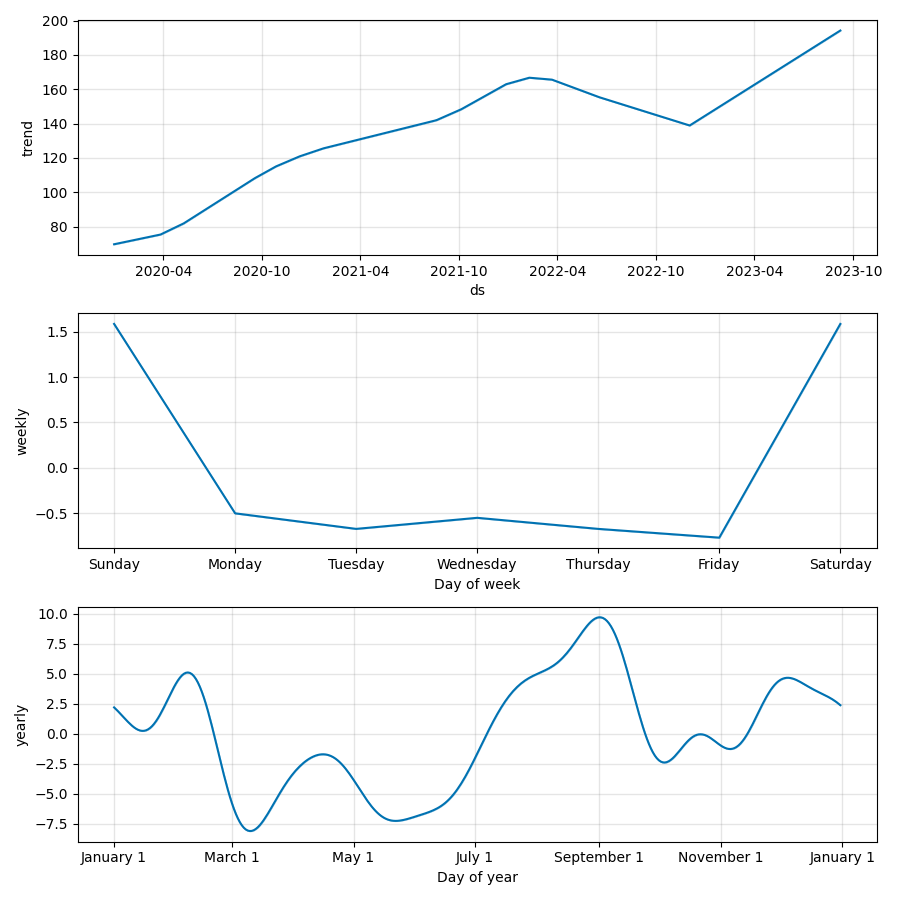 200
180
160
140
120
100
80
trend
2020-04 2020-10 2021-04 2021-10 2022-04 2022-10 2023-04 2023-10
ds
1.5
1.0
0.5
0.0
−0.5
weekly
Sunday Monday Tuesday Wednesday Thursday Friday Saturday
Day of week
10.0
7.5
5.0
2.5
0.0
−2.5
−5.0
−7.5
yearly
January 1 March 1 May 1 July 1 September 1 November 1 January 1
Day of year